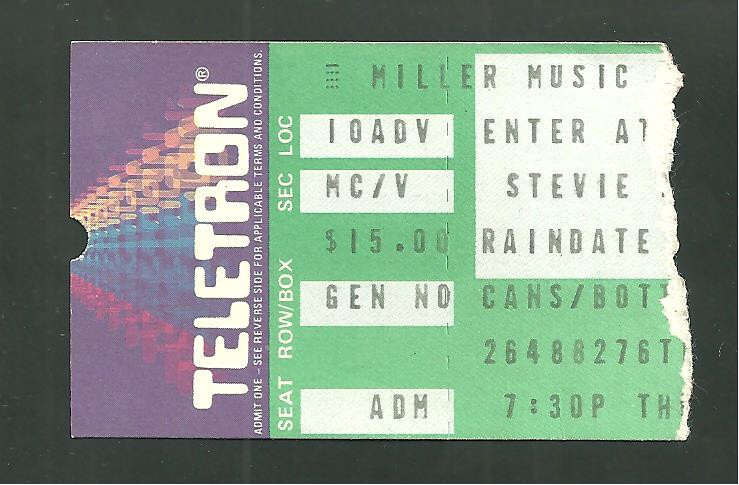 TELETRON®
ADMIT ONE – SEE REVERSE SIDE FOR APPLICABLE TERMS AND CONDITIONS.
LOC
SEC
ROW/BOX
SEAT
MILLER MUSIC
10ADV ENTER AT
MC/V STEVIE
$15.00 RAINDATE
GEN NO CANS/BOTT
26488276T
ADM 7:30P TH